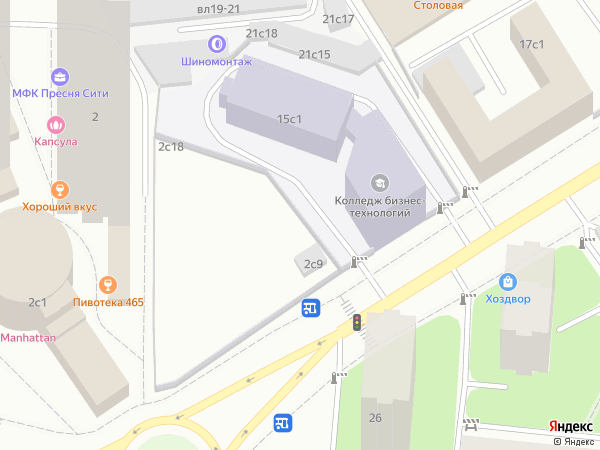 вл19-21
21с17
Столовая
21с18
17с1
Шиномонтаж
21с15
МФК Пресня Сити
2
15с1
Капсула
2с18
Колледж бизнес-
технологий
Хороший вкус
2с9
2с1
Пивотека 465
Хоздвор
Manhattan
26
Яндекс
© Яндекс